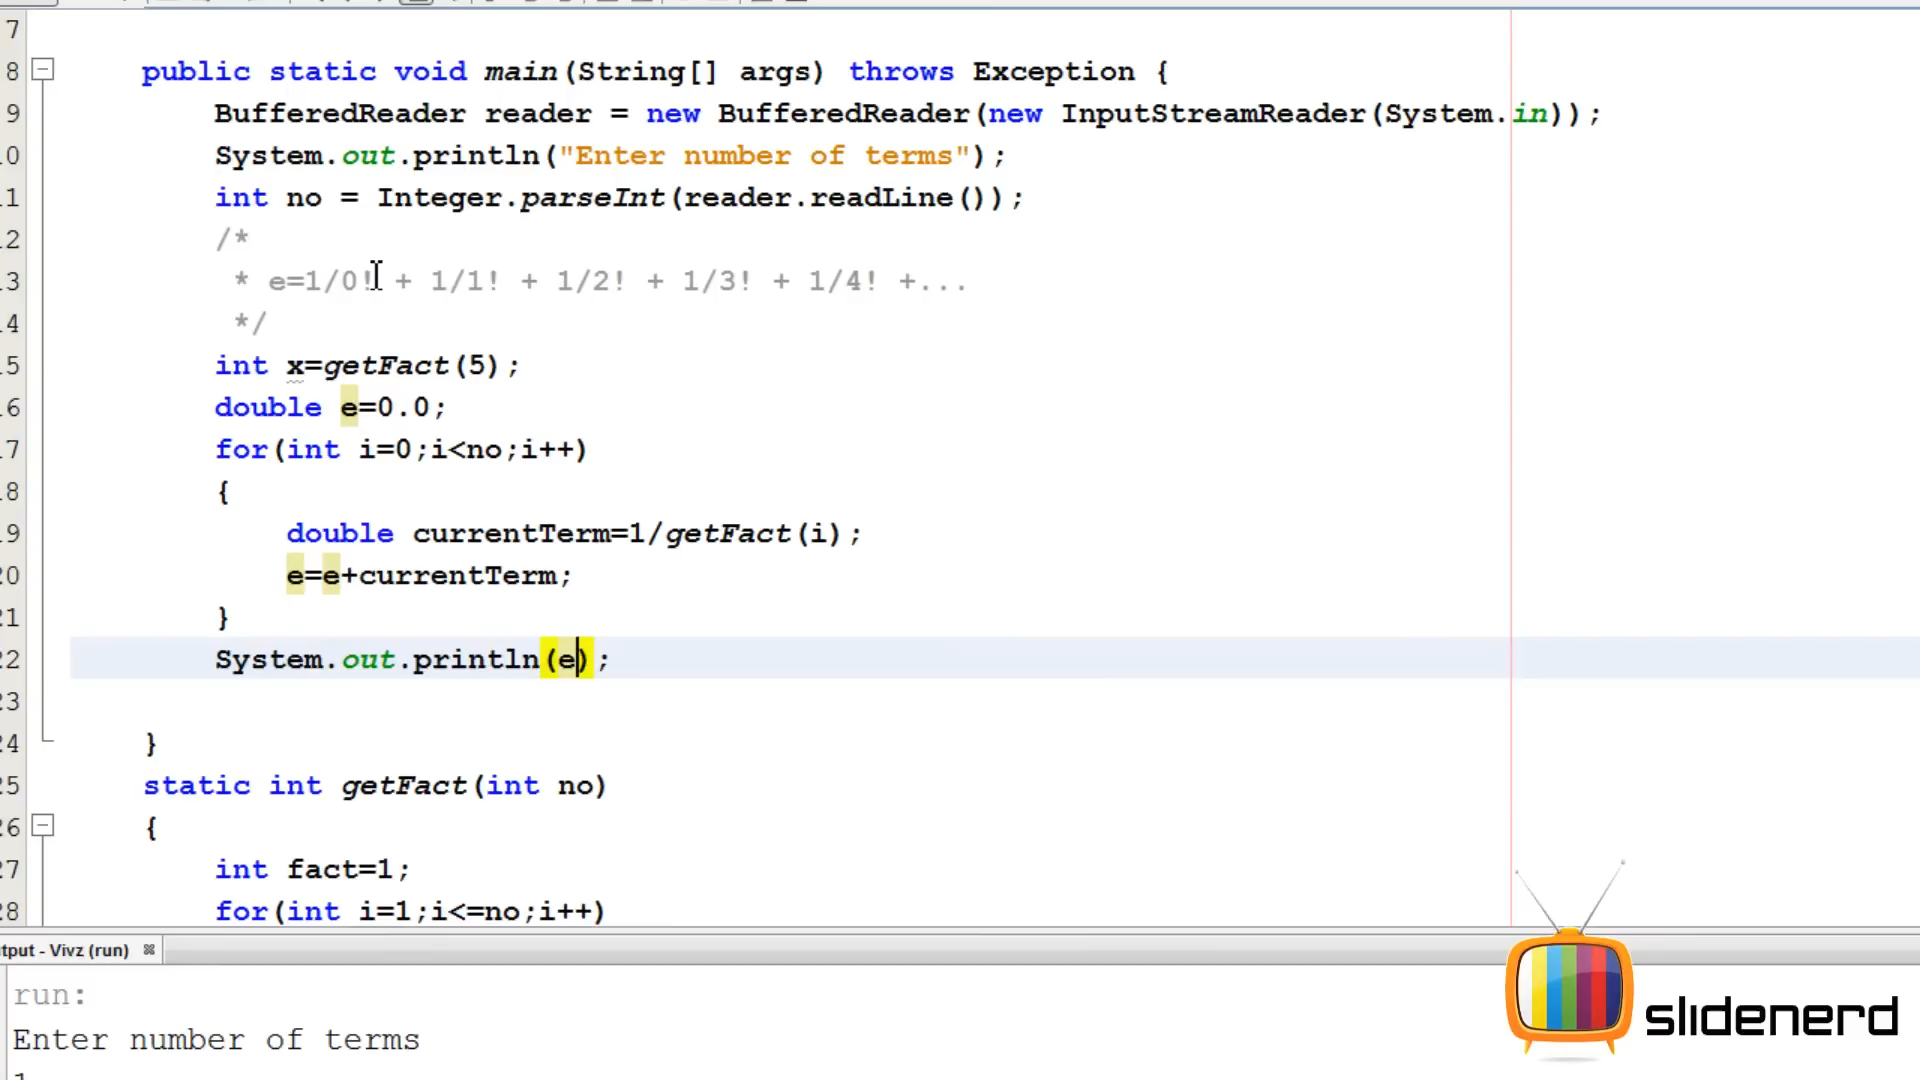 7
8 public static void main(String[] args) throws Exception {
9 BufferedReader reader = new BufferedReader(new InputStreamReader(System.in));
0 System.out.println("Enter number of terms");
1 int no = Integer.parseInt(reader.readLine());
2 /*
3 * e=1/0! + 1/1! + 1/2! + 1/3! + 1/4! +...
4 */
5 int x=getFact(5);
6 double e=0.0;
7 for(int i=0;i<no;i++)
8 {
9 double currentTerm=1/getFact(i);
20 e=e+currentTerm;
21 }
22 System.out.println(e);
23
24 }
25 static int getFact(int no)
26 {
27 int fact=1;
28 for(int i=1;i<=no;i++)
tput - Vivz (run)
run:
Enter number of terms
slidenerd